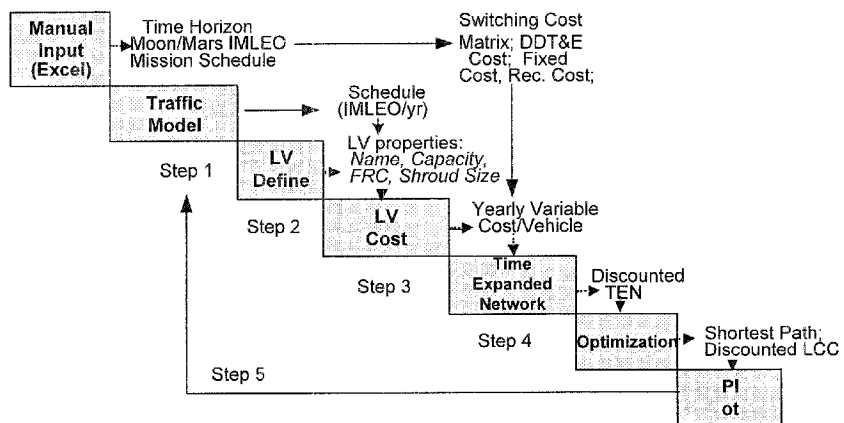 Manual
Input
(Excel)
Time Horizon
Moon/Mars IMLEO
Mission Schedule
Switching Cost
Matrix; DDT&E
Cost; Fixed
Cost, Rec. Cost;
Traffic
Model
Schedule
(IMLEO/yr)
Step 1
LV
Define
LV properties:
Name, Capacity,
FRC, Shroud Size
Step 2
LV
Cost
Yearly Variable
Cost/Vehicle
Step 3
Time
Expanded
Network
Discounted
TEN
Step 4
Optimization
Shortest Path;
Discounted LCC
Step 5
Pl
ot